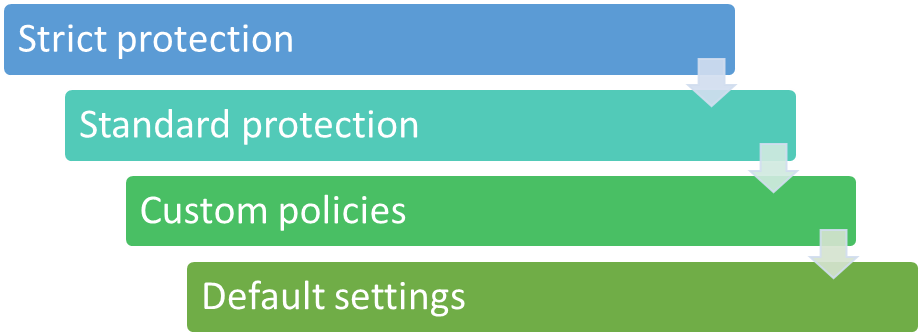 Strict protection
Standard protection
Custom policies
Default settings